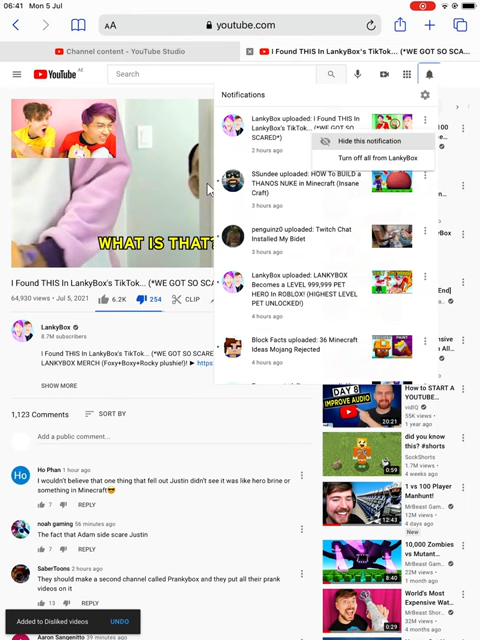 06:41 Mon 5 Jul
AA
youtube.com
Channel content - YouTube Studio
I Found THIS In LankyBox's TikTok... (*WE GOT SO SCA...
YouTube AE
Search
Notifications
LankyBox uploaded: I Found THIS In
LankyBox's TikTok... (*WE GOT SO
SCARED*)
2 hours ago
Hide this notification
Turn off all from LankyBox
SSundee uploaded: HOW To BUILD a
THANOS NUKE in Minecraft (Insane
Craft)
3 hours ago
penguinz0 uploaded: Twitch Chat
Installed My Bidet
3 hours ago
LankyBox uploaded: LANKYBOX
Becomes a LEVEL 999,999 PET
HERO In ROBLOX! (HIGHEST LEVEL
PET UNLOCKED!)
4 hours ago
Block Facts uploaded: 36 Minecraft
Ideas Mojang Rejected
4 hours ago
WHAT IS THAT?
I Found THIS In LankyBox's TikTok... (*WE GOT SO S
64,930 views • Jul 5, 2021
6.2K
254
CLIP
LankyBox
8.7M subscribers
I Found THIS In LankyBox's TikTok... (*WE GOT SO SCARE
LANKYBOX MERCH (Foxy+Boxy+Rocky plushie!)! ► https:
SHOW MORE
1,123 Comments
SORT BY
Add a public comment...
Ho
Ho Phan 1 hour ago
I wouldn't believe that one thing that fell out Justin didn't see it was like hero brine or
something in Minecraft😎
7
REPLY
noah gaming 56 minutes ago
The fact that Adam side scare Justin
7
REPLY
SaberToons 2 hours ago
They should make a second channel called Prankybox and they put all their prank
videos on it
13
REPLY
Aaron Sangenitto 39 minutes ago
Added to Disliked videos
UNDO
DAY 8
IMPROVE AUDIO
20:21
How to START a
YOUTUBE...
vidIQ
55K views •
1 year ago
0:59
did you know
this? #shorts
SockShorts
1.7M views •
4 weeks ago
12:43
1 vs 100 Player
Manhunt!
MrBeast Gam...
12M views •
4 days ago
New
8:40
10,000 Zombies
vs Mutant...
MrBeast Gam...
22M views •
1 month ago
0:29
World's Most
Expensive Wat...
MrBeast Shor...
32M views •